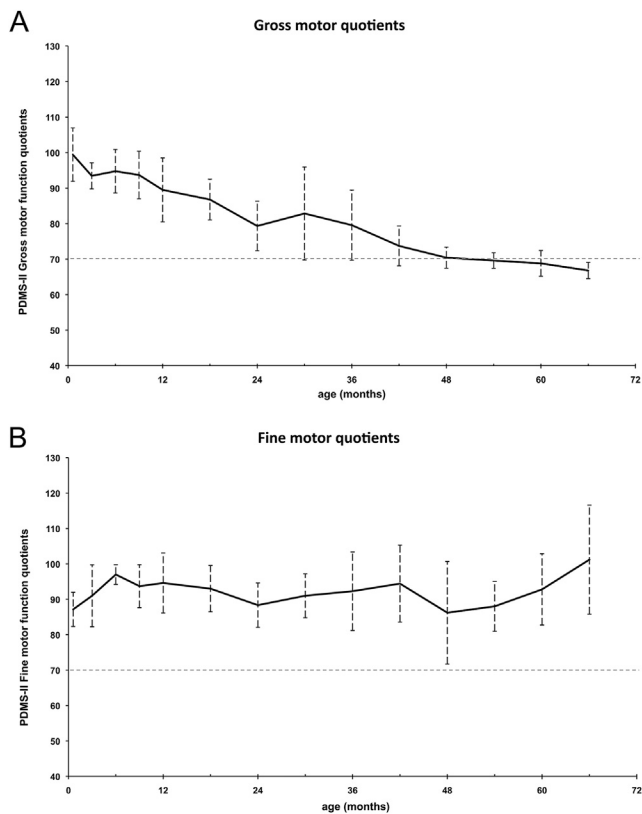 A
Gross motor quotients
PDMS-II Gross motor function quotients
130
120
110
100
90
80
70
60
50
40
0 12 24 36 48 60 72
age (months)
B
Fine motor quotients
PDMS-II Fine motor function quotients
130
120
110
100
90
80
70
60
50
40
0 12 24 36 48 60 72
age (months)